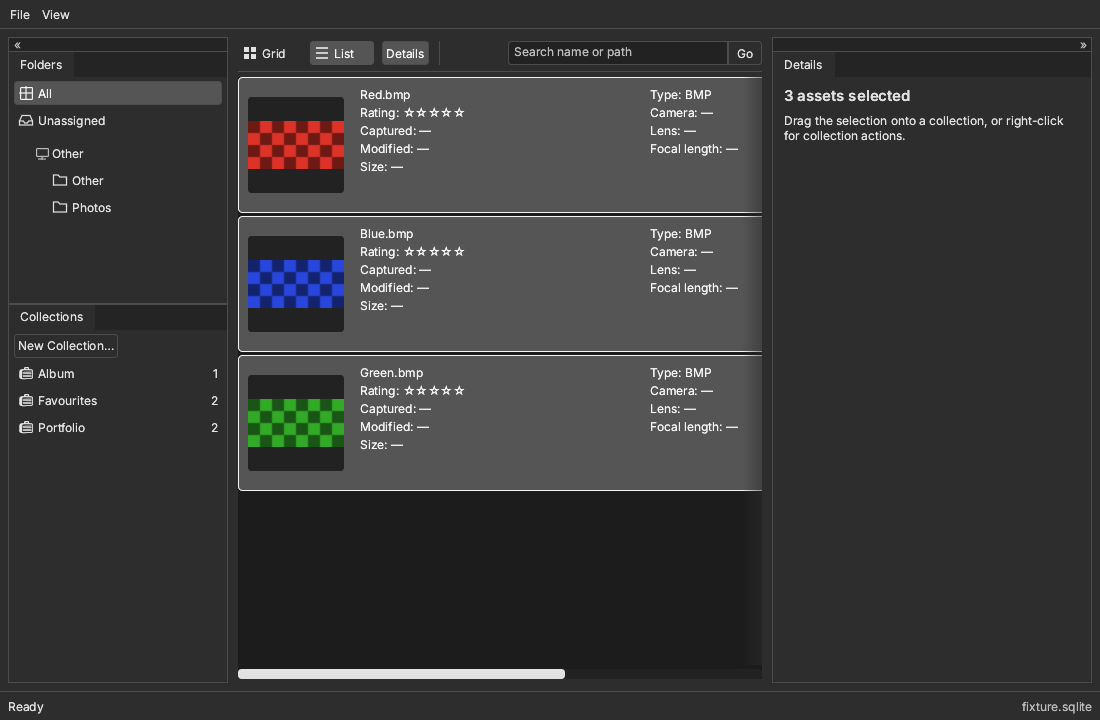 File View
«
Folders
All
Unassigned
Other
Other
Photos
Collections
New Collection...
Album 1
Favourites 2
Portfolio 2
Grid List Details Search name or path Go
Red.bmp
Rating: ☆☆☆☆☆
Captured: —
Modified: —
Size: —
Type: BMP
Camera: —
Lens: —
Focal length: —
Blue.bmp
Rating: ☆☆☆☆☆
Captured: —
Modified: —
Size: —
Type: BMP
Camera: —
Lens: —
Focal length: —
Green.bmp
Rating: ☆☆☆☆☆
Captured: —
Modified: —
Size: —
Type: BMP
Camera: —
Lens: —
Focal length: —
»
Details
3 assets selected
Drag the selection onto a collection, or right-click
for collection actions.
Ready fixture.sqlite